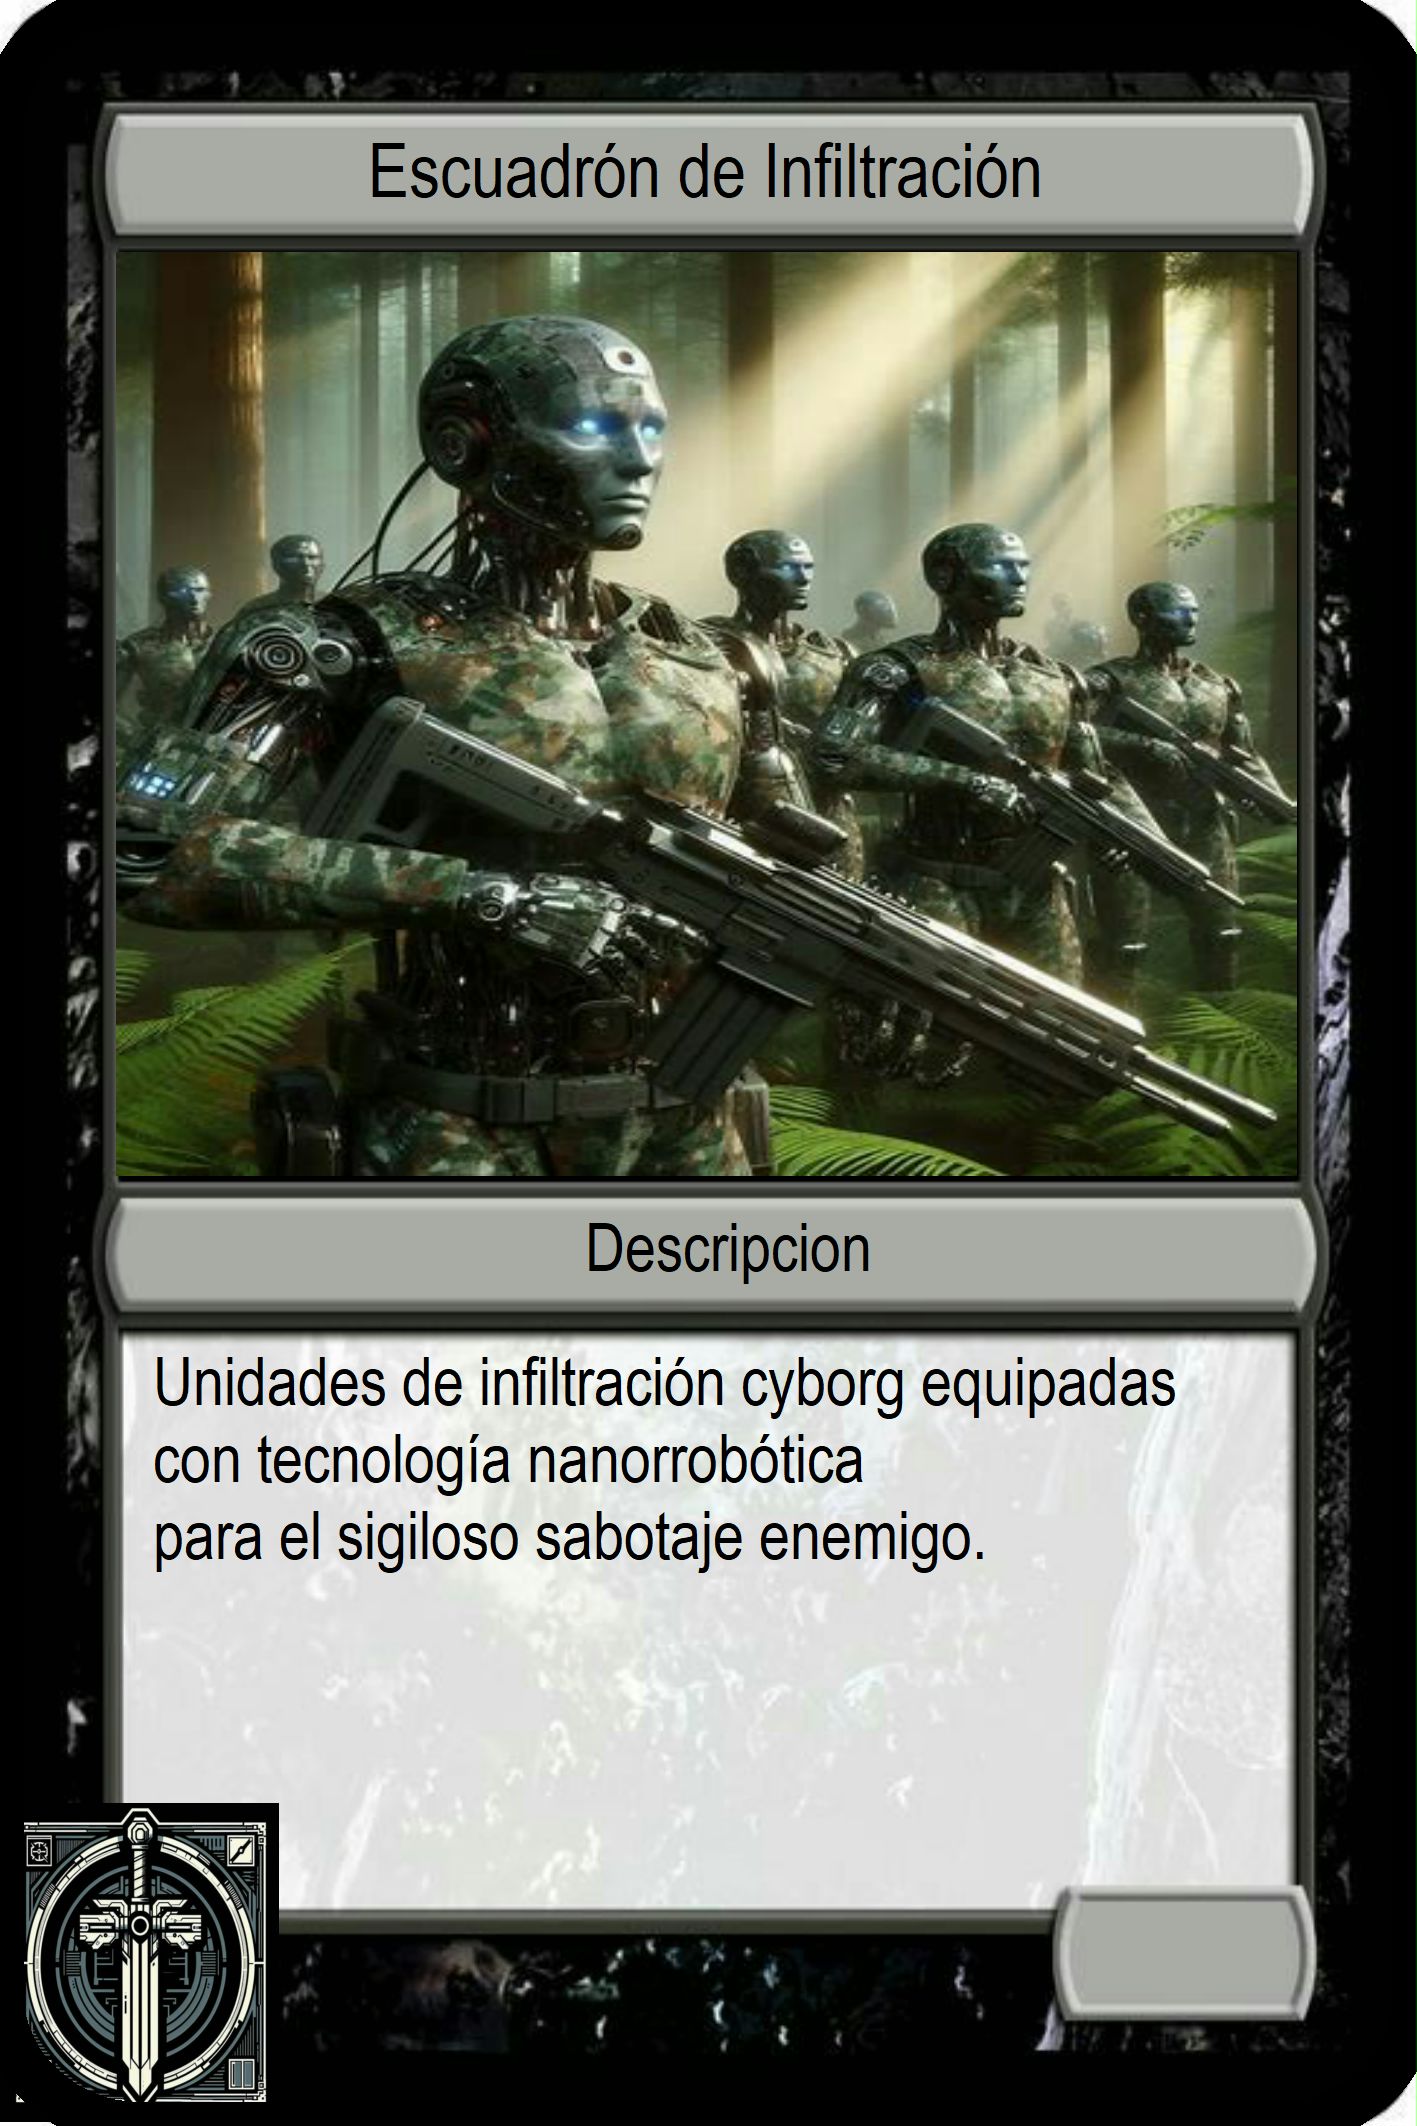 Escuadrón de Infiltración
Descripcion
Unidades de infiltración cyborg equipadas
con tecnología nanorrobótica
para el sigiloso sabotaje enemigo.